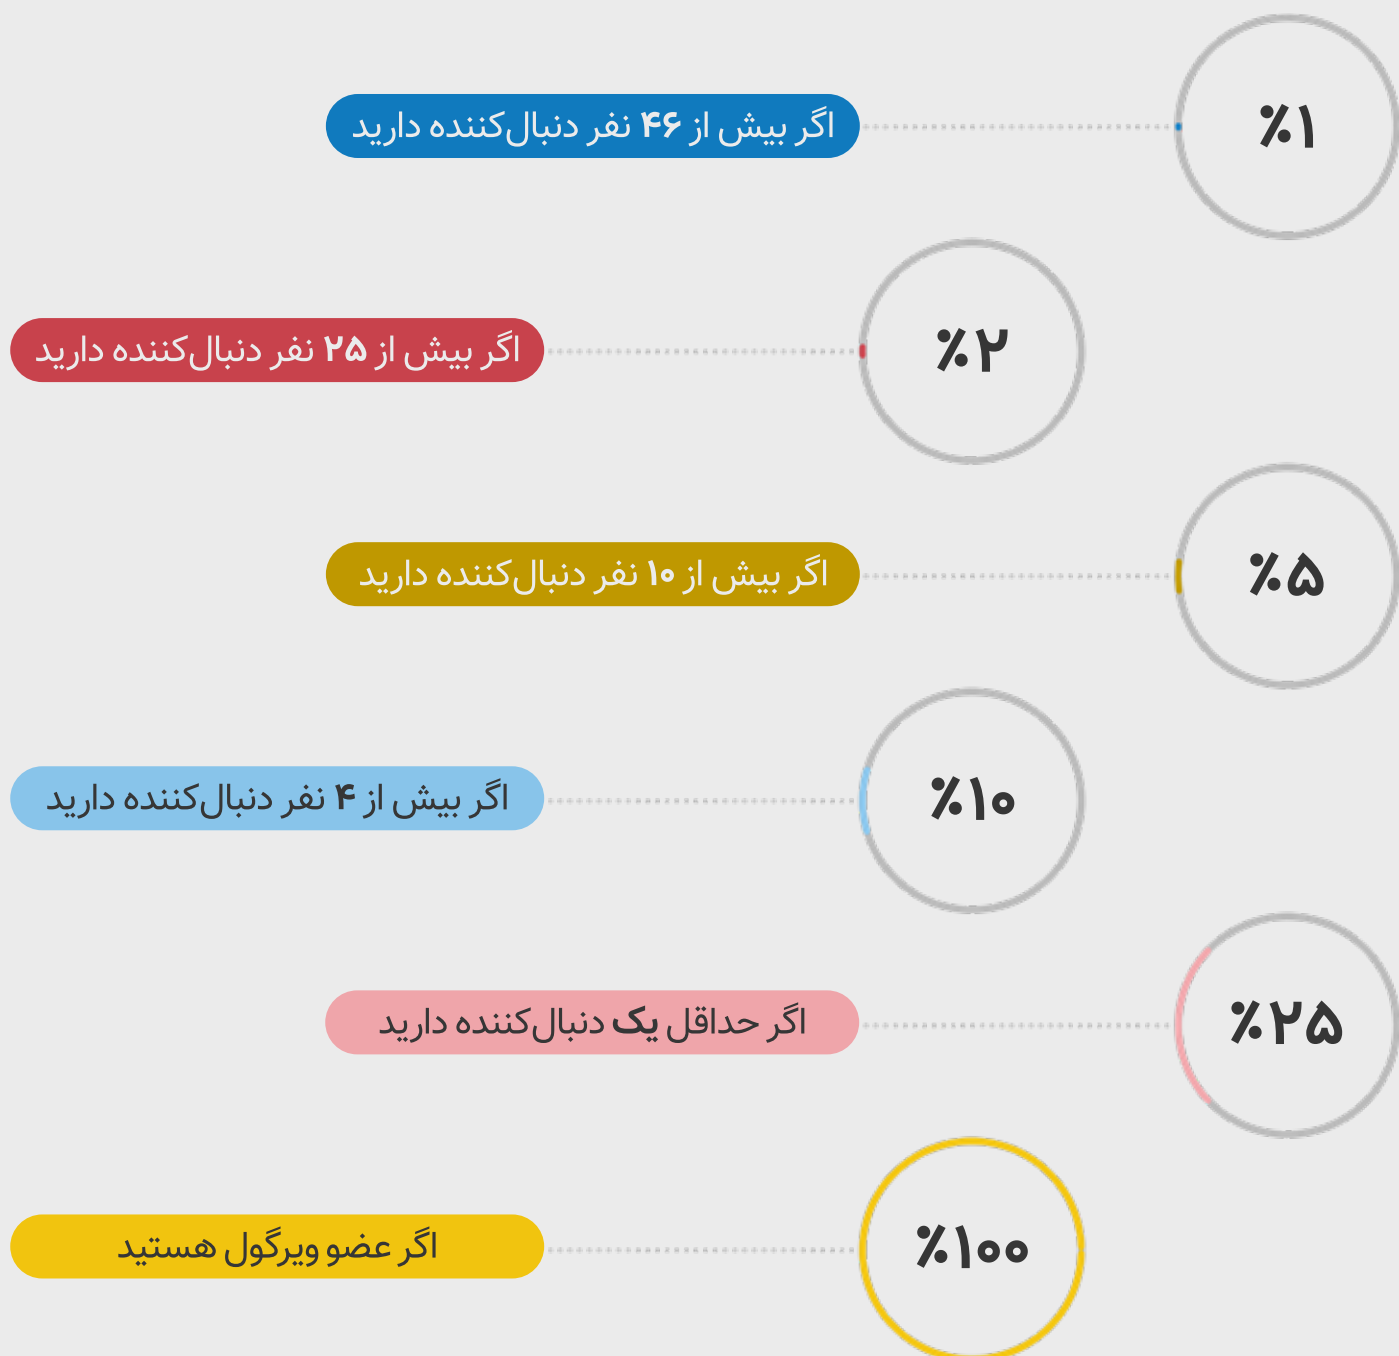 ٪۱
اگر بیش از ۴۶ نفر دنبال‌کننده دارید
٪۲
اگر بیش از ۲۵ نفر دنبال‌کننده دارید
٪۵
اگر بیش از ۱۰ نفر دنبال‌کننده دارید
٪۱۰
اگر بیش از ۴ نفر دنبال‌کننده دارید
٪۲۵
اگر حداقل یک دنبال‌کننده دارید
٪۱۰۰
اگر عضو ویرگول هستید